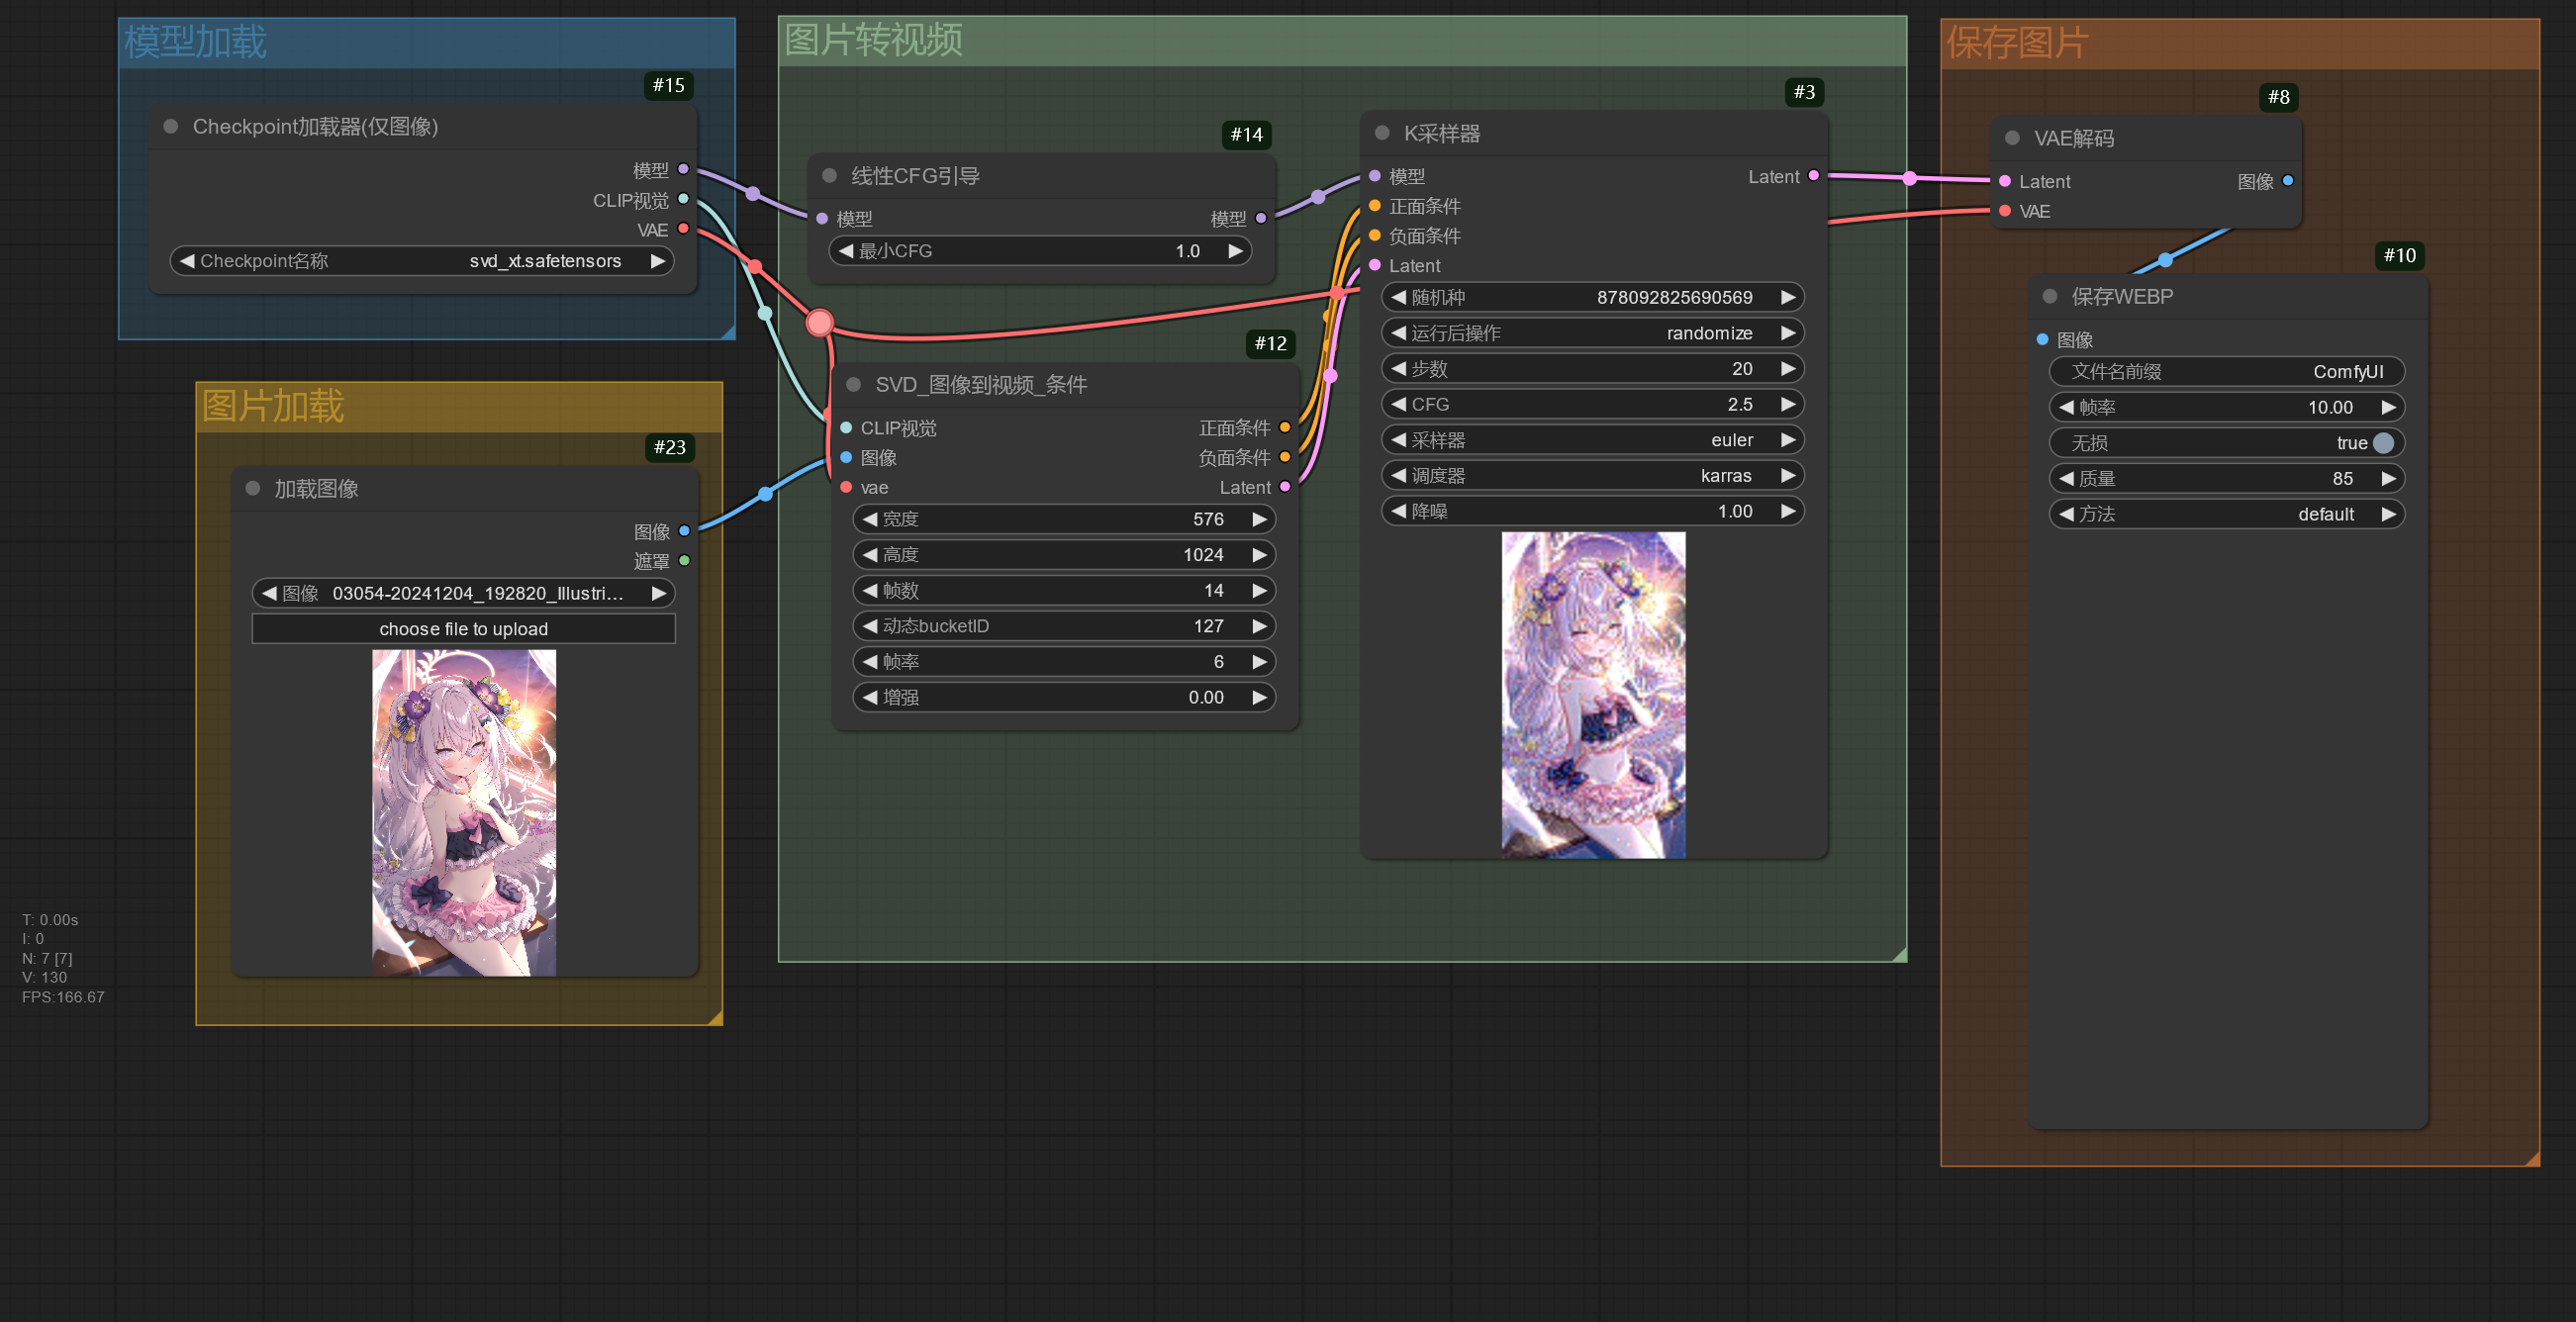 模型加载
#15
Checkpoint加载器(仅图像)
模型
CLIP视觉
VAE
Checkpoint名称 svd_xt.safetensors
图片加载
#23
加载图像
图像
遮罩
图像 03054-20241204_192820_Illustri...
choose file to upload
T: 0.00s
I: 0
N: 7 [7]
V: 130
FPS:166.67
图片转视频
#14
线性CFG引导
模型 模型
最小CFG 1.0
#12
SVD_图像到视频_条件
CLIP视觉 正面条件
图像 负面条件
vae Latent
宽度 576
高度 1024
帧数 14
动态bucketID 127
帧率 6
增强 0.00
#3
K采样器
模型 Latent
正面条件
负面条件
Latent
随机种 878092825690569
运行后操作 randomize
步数 20
CFG 2.5
采样器 euler
调度器 karras
降噪 1.00
保存图片
#8
VAE解码
Latent 图像
VAE
#10
保存WEBP
图像
文件名前缀 ComfyUI
帧率 10.00
无损 true
质量 85
方法 default